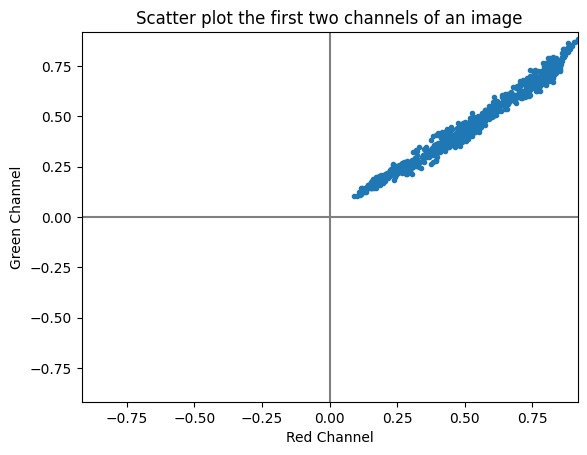 Scatter plot the first two channels of an image
Green Channel
0.75
0.50
0.25
0.00
−0.25
−0.50
−0.75
−0.75 −0.50 −0.25 0.00 0.25 0.50 0.75
Red Channel